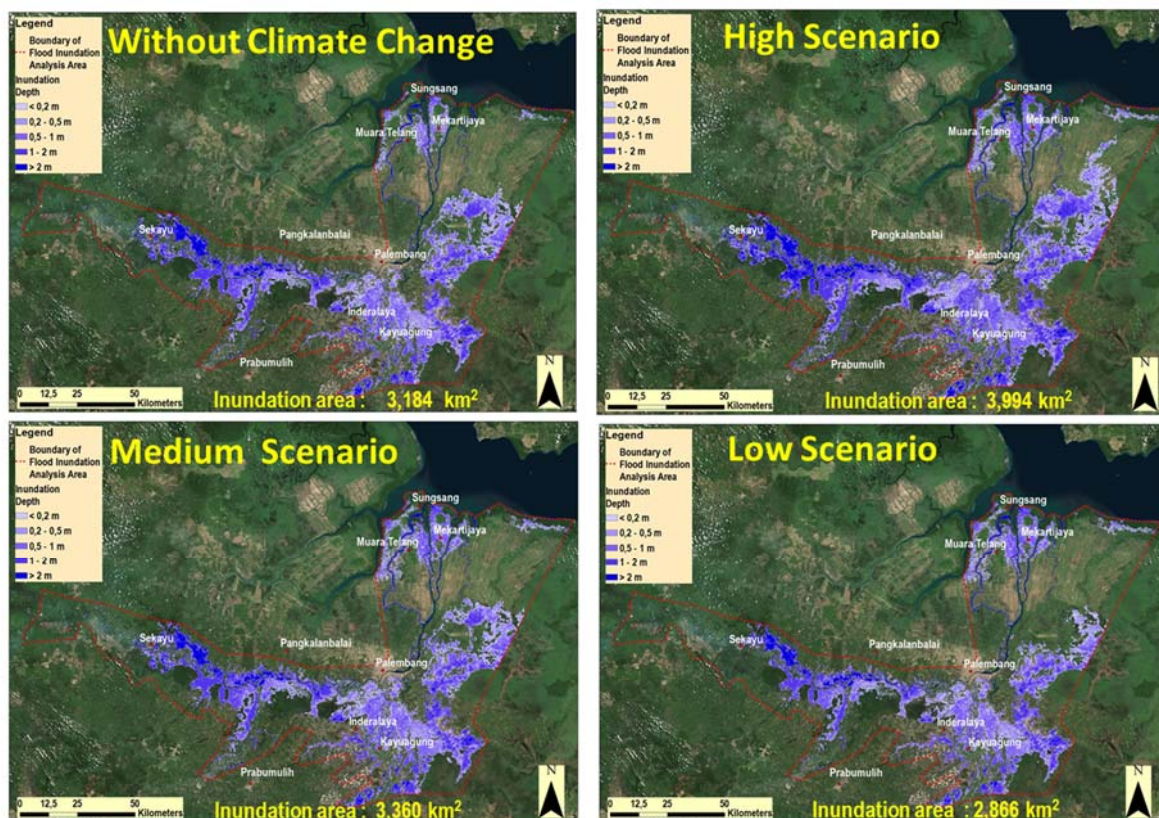 Without Climate Change
Legend
Boundary of
Flood Inundation
Analysis Area
Inundation
Depth
< 0,2 m
0,2 - 0,5 m
0,5 - 1 m
1 - 2 m
> 2 m
Sungsang
Mekartijaya
Muara Telang
Sekayu
Pangkalanbalai
Palembang
Inderalaya
Kayuagung
Prabumulih
0 12,5 25 50
Kilometers
N
Inundation area : 3,184 km²
High Scenario
Legend
Boundary of
Flood Inundation
Analysis Area
Inundation
Depth
< 0,2 m
0,2 - 0,5 m
0,5 - 1 m
1 - 2 m
> 2 m
Sungsang
Mekartijaya
Muara Telang
Sekayu
Pangkalanbalai
Palembang
Inderalaya
Kayuagung
Prabumulih
0 12,5 25 50
Kilometers
N
Inundation area : 3,994 km²
Medium Scenario
Legend
Boundary of
Flood Inundation
Analysis Area
Inundation
Depth
< 0,2 m
0,2 - 0,5 m
0,5 - 1 m
1 - 2 m
> 2 m
Sungsang
Mekartijaya
Muara Telang
Sekayu
Pangkalanbalai
Palembang
Inderalaya
Kayuagung
Prabumulih
0 12,5 25 50
Kilometers
N
Inundation area : 3,360 km²
Low Scenario
Legend
Boundary of
Flood Inundation
Analysis Area
Inundation
Depth
< 0,2 m
0,2 - 0,5 m
0,5 - 1 m
1 - 2 m
> 2 m
Sungsang
Mekartijaya
Muara Telang
Sekayu
Pangkalanbalai
Palembang
Inderalaya
Kayuagung
Prabumulih
0 12,5 25 50
Kilometers
N
Inundation area : 2.866 km²